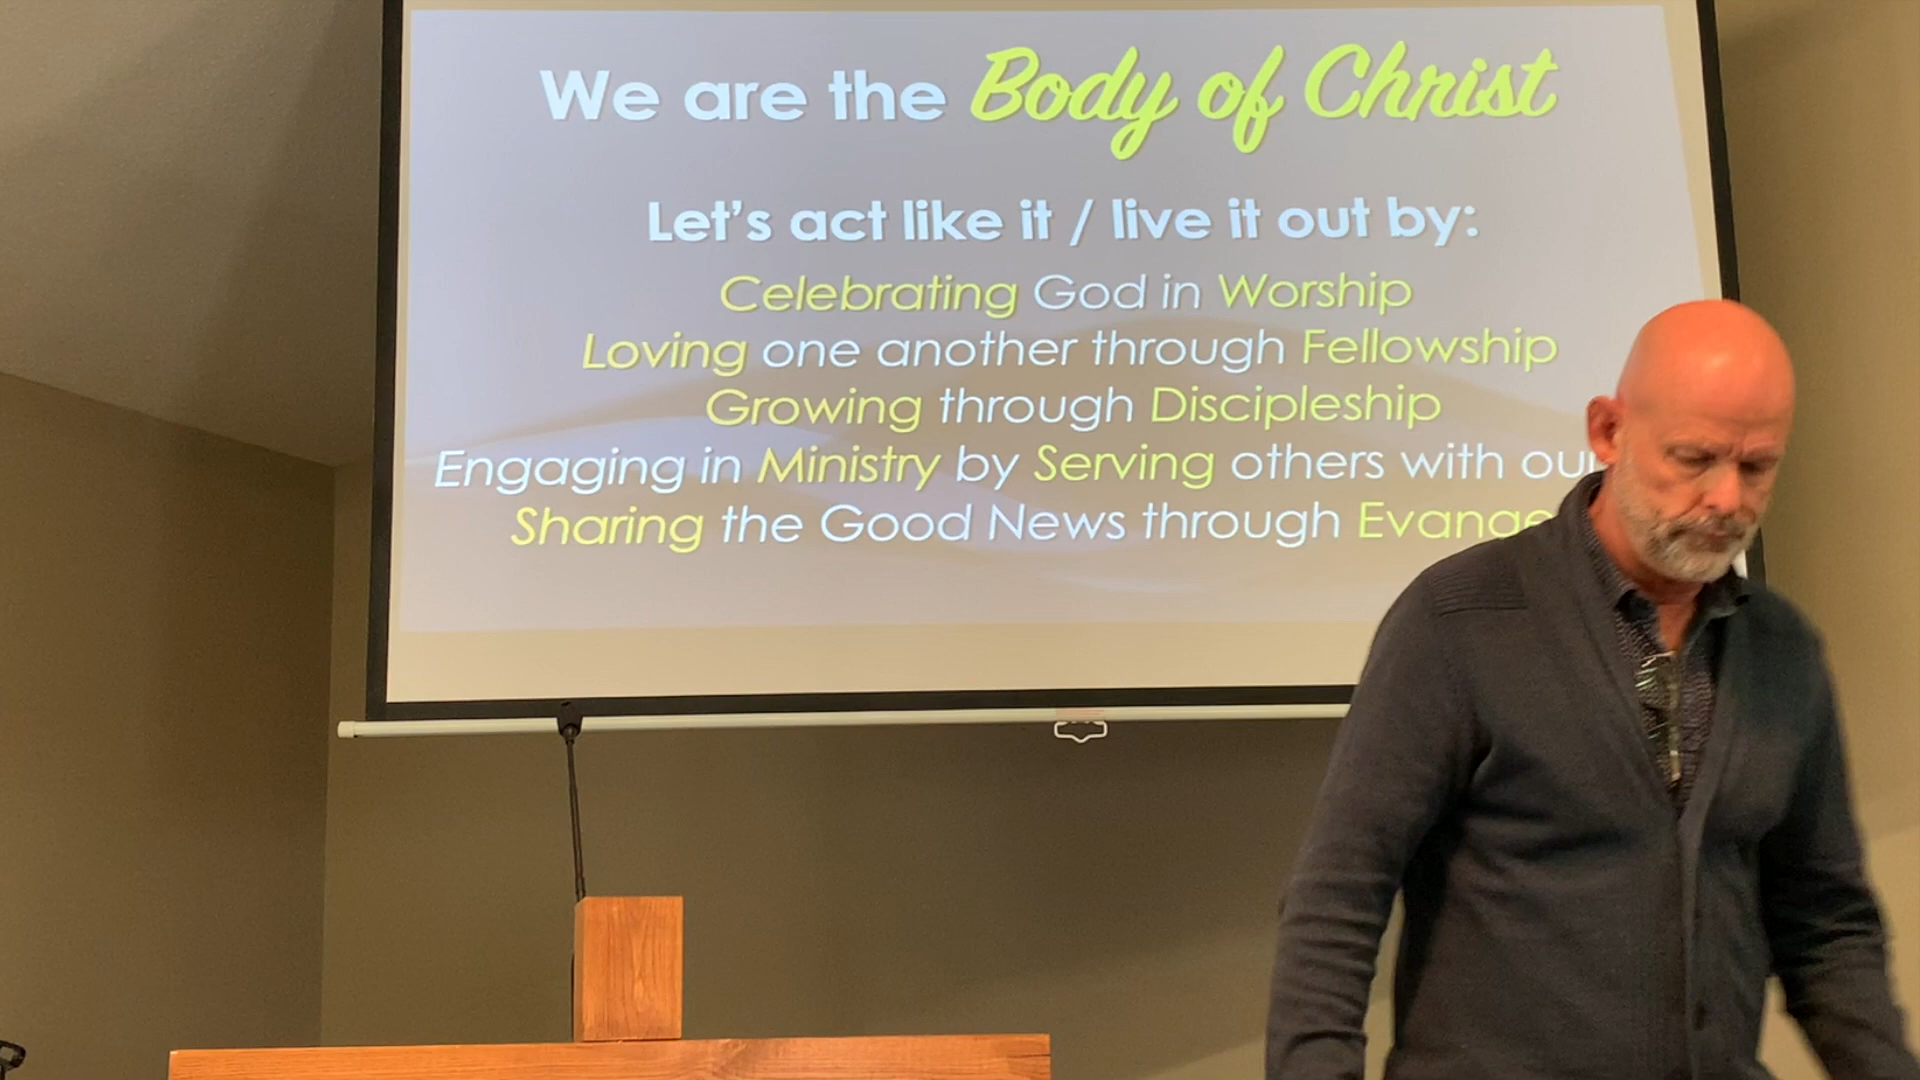 We are the Body of Christ
Let's act like it / live it out by:
Celebrating God in Worship
Loving one another through Fellowship
Growing through Discipleship
Engaging in Ministry by Serving others with
Sharing the Good News through